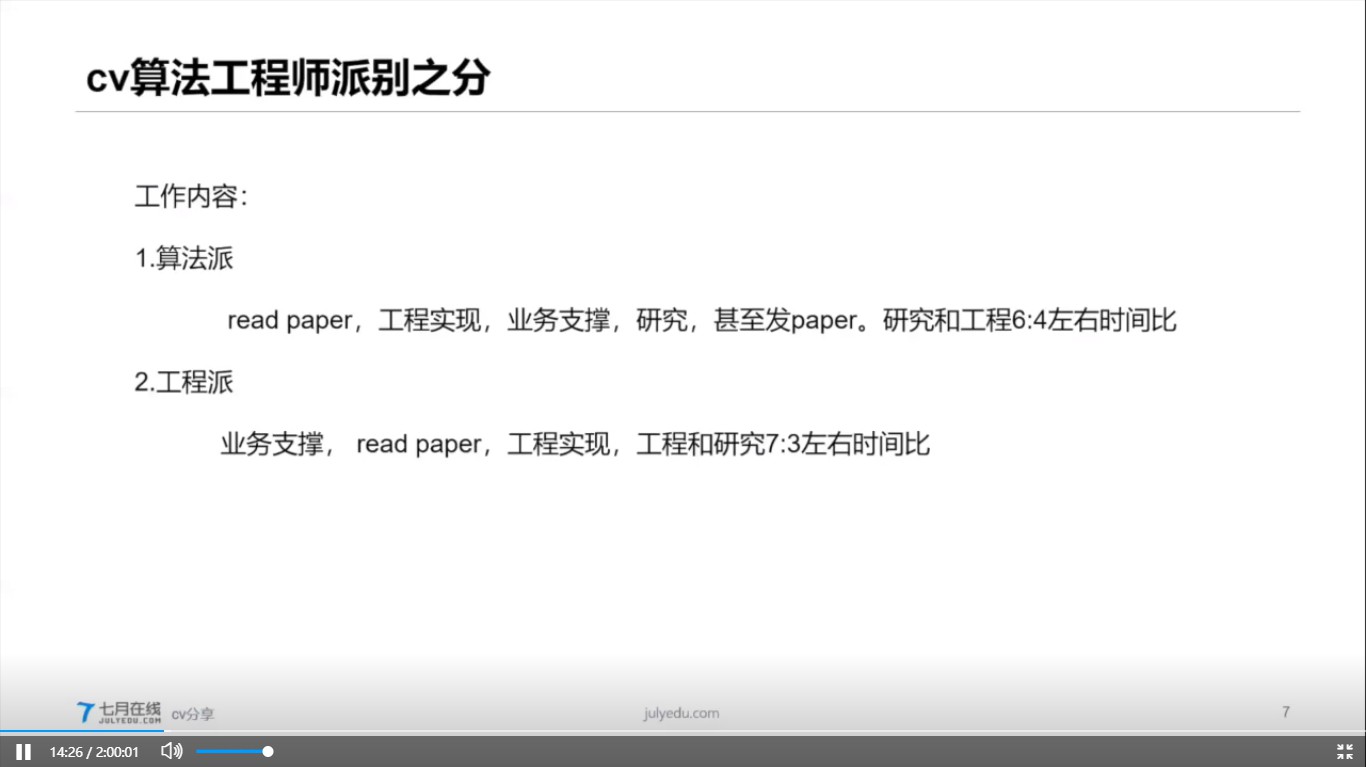 cv算法工程师派别之分
工作内容：
1.算法派
read paper，工程实现，业务支撑，研究，甚至发paper。研究和工程6:4左右时间比
2.工程派
业务支撑， read paper，工程实现，工程和研究7:3左右时间比
七月在线
JULYEDU.COM
cv分享
julyedu.com
7
14:26 / 2:00:01